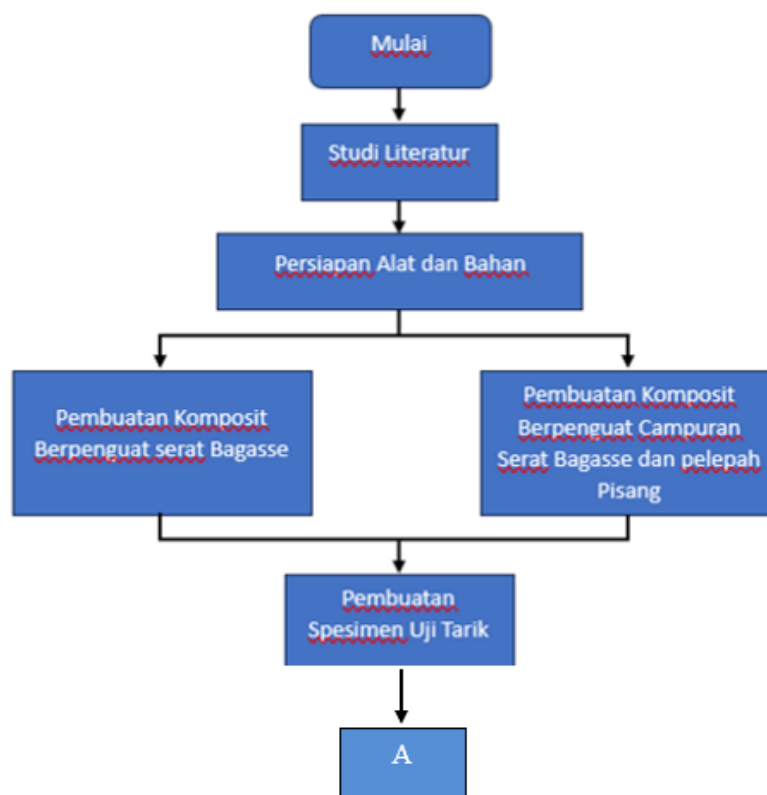 Mulai
Studi Literatur
Persiapan Alat dan Bahan
Pembuatan Komposit
Berpenguat serat Bagasse
Pembuatan Komposit
Berpenguat Campuran
Serat Bagasse dan pelepah
Pisang
Pembuatan
Spesimen Uji Tarik
A